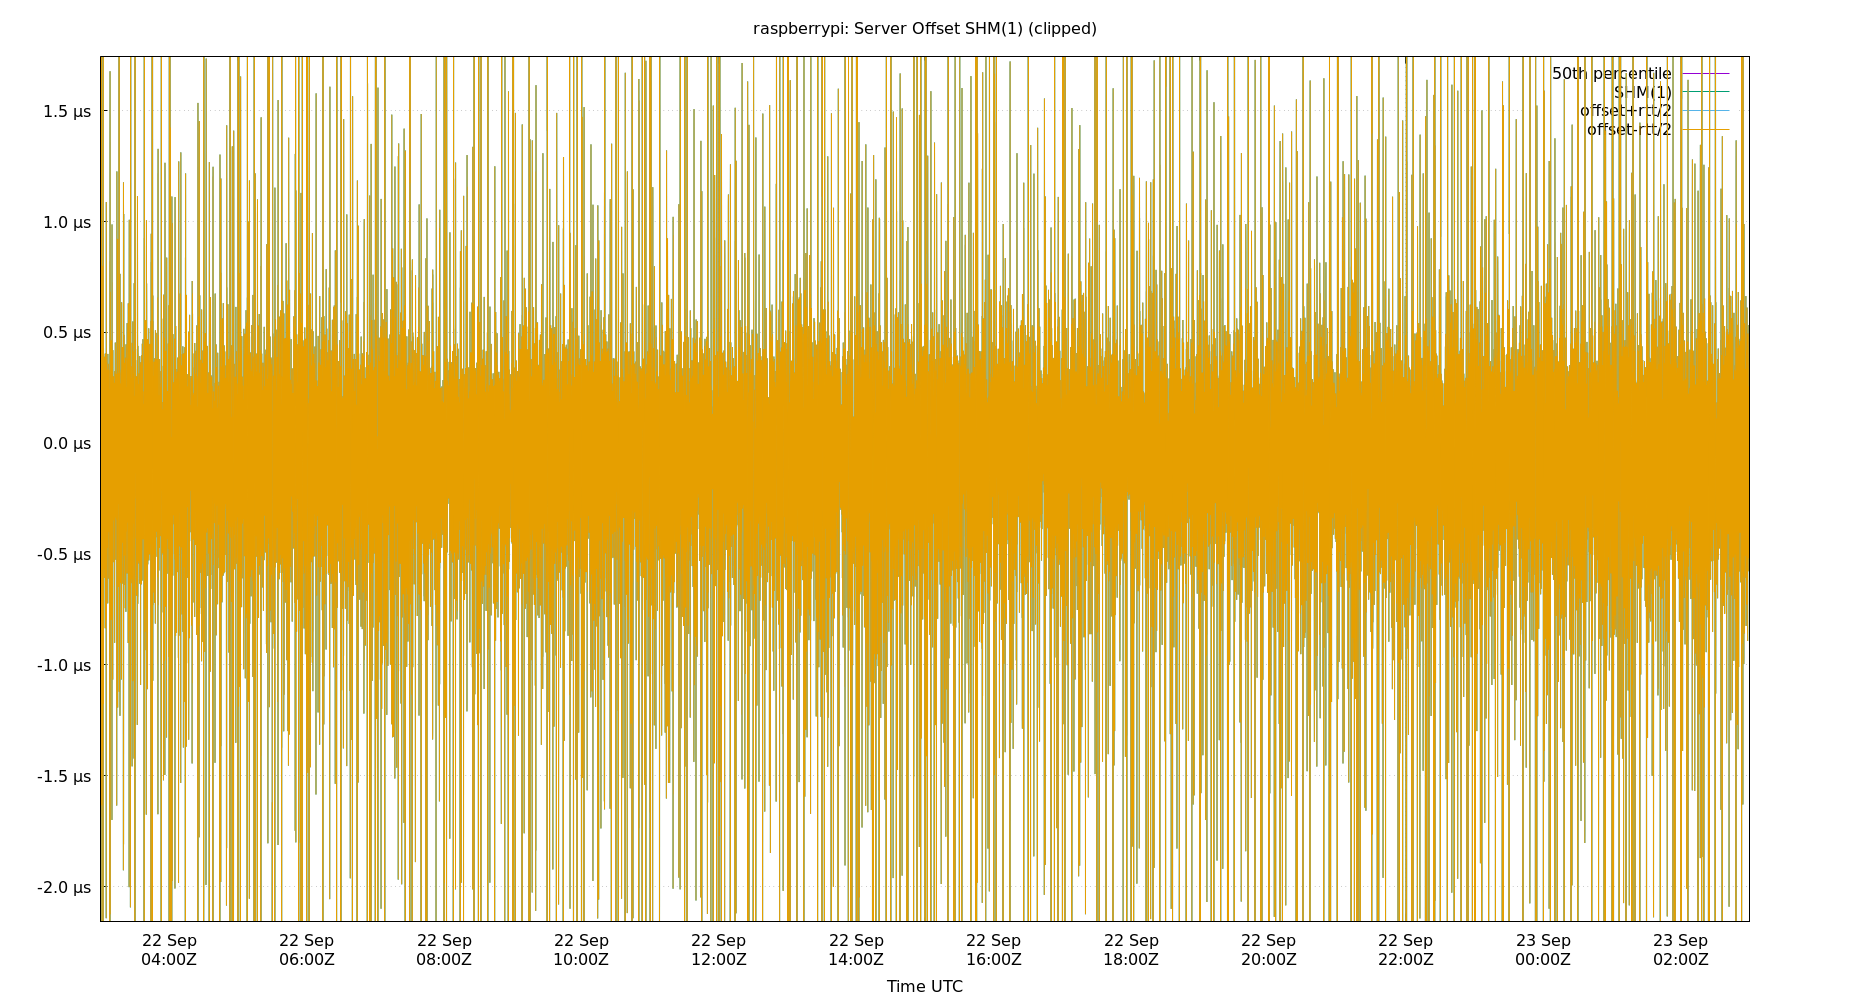 raspberrypi: Server Offset SHM(1) (clipped)
50th percentile
SHM(1)
offset+rtt/2
offset-rtt/2
1.5 µs
1.0 µs
0.5 µs
0.0 µs
-0.5 µs
-1.0 µs
-1.5 µs
-2.0 µs
22 Sep 22 Sep 22 Sep 22 Sep 22 Sep 22 Sep 22 Sep 22 Sep 22 Sep 22 Sep 23 Sep 23 Sep
04:00Z 06:00Z 08:00Z 10:00Z 12:00Z 14:00Z 16:00Z 18:00Z 20:00Z 22:00Z 00:00Z 02:00Z
Time UTC